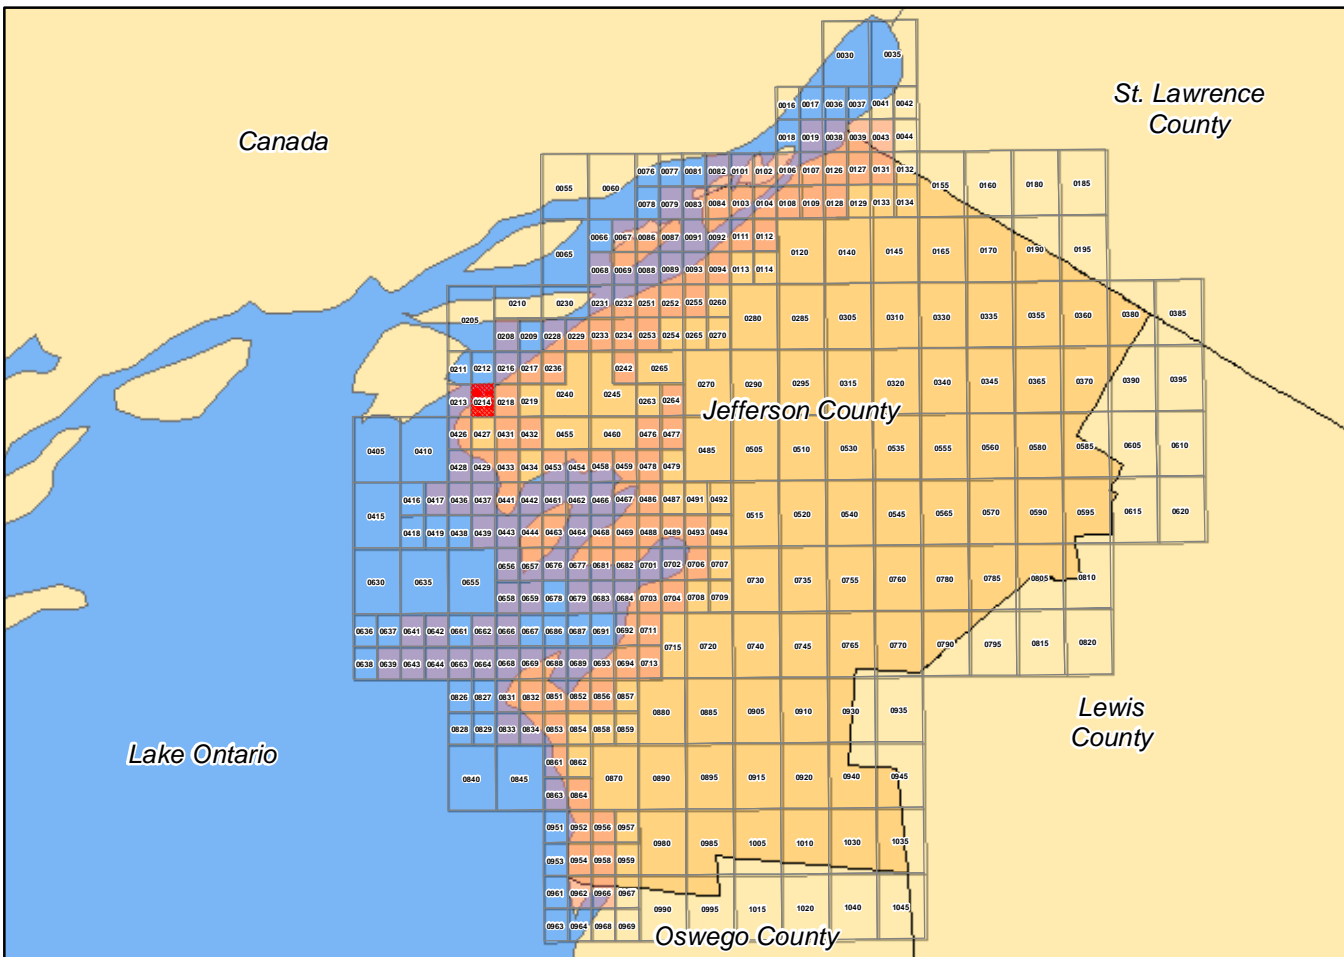 0030 0035
St. Lawrence
County
0016 0017 0036 0037 0041 0042
Canada
0018 0019 0038 0039 0043 0044
0076 0077 0081 0082 0101 0102 0106 0107 0126 0127 0131 0132
0055 0060 0155 0160 0180 0185
0078 0079 0083 0084 0103 0104 0108 0109 0128 0129 0133 0134
0066 0067 0086 0087 0091 0092 0111 0112
0065 0120 0140 0145 0165 0170 0190 0195
0068 0069 0088 0089 0093 0094 0113 0114
0210 0230 0231 0232 0251 0252 0255 0260
0205 0280 0285 0305 0310 0330 0335 0355 0360 0380 0385
0208 0209 0228 0229 0233 0234 0253 0254 0265 0270
0211 0212 0216 0217 0236 0242 0265
0270 0290 0295 0315 0320 0340 0345 0365 0370 0390 0395
0240 0245
0213 0214 0218 0219 0263 0264
Jefferson County
0426 0427 0431 0432 0455 0460 0476 0477
0405 0410 0485 0505 0510 0530 0535 0555 0560 0580 0585 0605 0610
0428 0429 0433 0434 0453 0454 0458 0459 0478 0479
0416 0417 0436 0437 0441 0442 0461 0462 0466 0467 0486 0487 0491 0492
0415 0515 0520 0540 0545 0565 0570 0590 0595 0615 0620
0418 0419 0438 0439 0443 0444 0463 0464 0468 0469 0488 0489 0493 0494
0656 0657 0676 0677 0681 0682 0701 0702 0706 0707
0630 0635 0655 0730 0735 0755 0760 0780 0785 0805 0810
0658 0659 0678 0679 0683 0684 0703 0704 0708 0709
0636 0637 0641 0642 0661 0662 0666 0667 0686 0687 0691 0692 0711
0715 0720 0740 0745 0765 0770 0790 0795 0815 0820
0638 0639 0643 0644 0663 0664 0668 0669 0688 0689 0693 0694 0713
0826 0827 0831 0832 0851 0852 0856 0857
Lewis
County
0880 0885 0905 0910 0930 0935
0828 0829 0833 0834 0853 0854 0858 0859
Lake Ontario
0861 0862
0840 0845 0870 0890 0895 0915 0920 0940 0945
0863 0864
0951 0952 0956 0957
0980 0985 1005 1010 1030 1035
0953 0954 0958 0959
0961 0962 0966 0967
0990 0995 1015 1020 1040 1045
0963 0964 0968 0969
Oswego County